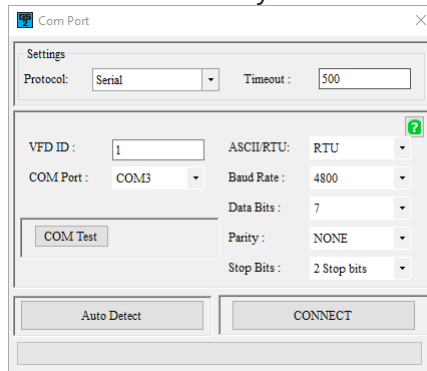 Com Port
Settings
Protocol: Serial Timeout : 500
VFD ID : 1 ASCII/RTU: RTU
COM Port : COM3 Baud Rate : 4800
Data Bits : 7
COM Test Parity : NONE
Stop Bits : 2 Stop bits
Auto Detect CONNECT